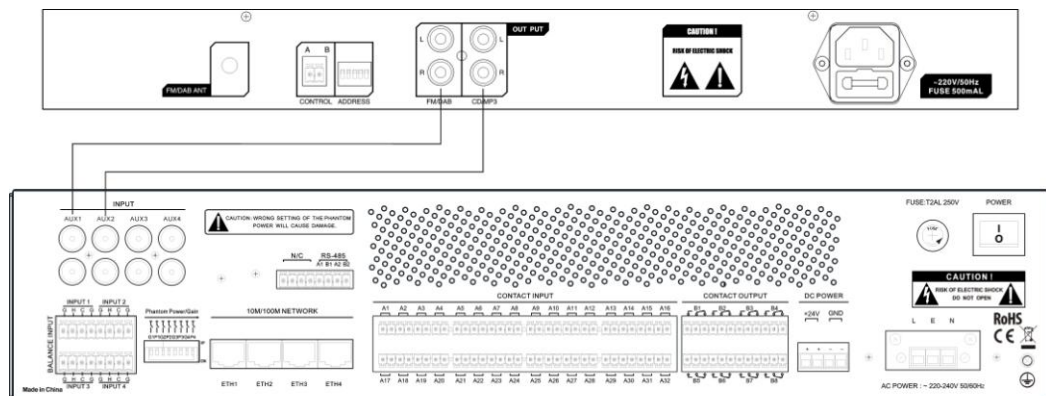 L
L
OUT PUT
CAUTION !
RISK OF ELECTRIC SHOCK
A B
R
R
FM/DAB ANT
~220V/50Hz
FUSE 500mAL
CONTROL
ADDRESS
FM/DAB
CD/MP3
INPUT
AUX1
AUX2
AUX3
AUX4
CAUTION: WRONG SETTING OF THE PHANTOM
POWER WILL CAUSE DAMAGE.
FUSE:T2AL 250V
POWER
I
O
N/C
RS-485
A1 B1 A2 B2
CAUTION !
RISK OF ELECTRIC SHOCK
DO NOT OPEN
INPUT 1
INPUT 2
G H C G H C G
Phantom Power/Gain
10M/100M NETWORK
CONTACT INPUT
CONTACT OUTPUT
DC POWER
A1 A2 A3 A4 A5 A6 A7 A8 A9 A10 A11 A12 A13 A14 A15 A16
B1 B2 B3 B4
+24V
GND
BALANCE INPUT
L E N
RoHS
CE
G H C G H C G
INPUT 3
INPUT 4
Made in China
ETH1
ETH2
ETH3
ETH4
A17 A18 A19 A20 A21 A22 A23 A24 A25 A26 A27 A28 A29 A30 A31 A32
B5 B6 B7 B8
AC POWER : ~ 220-240V 50/60Hz